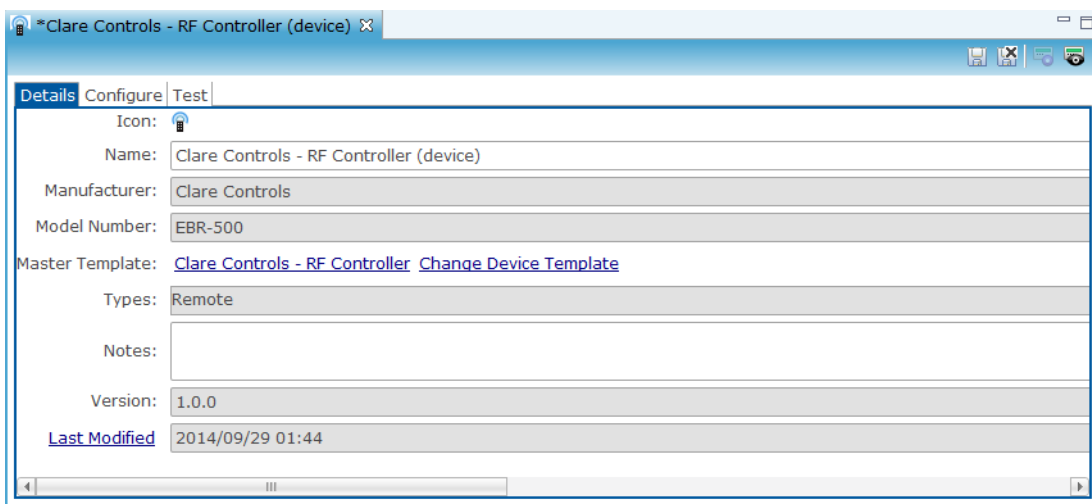 *Clare Controls - RF Controller (device)
Details Configure Test
Icon:
Name: Clare Controls - RF Controller (device)
Manufacturer: Clare Controls
Model Number: EBR-500
Master Template: Clare Controls - RF Controller Change Device Template
Types: Remote
Notes:
Version: 1.0.0
Last Modified 2014/09/29 01:44